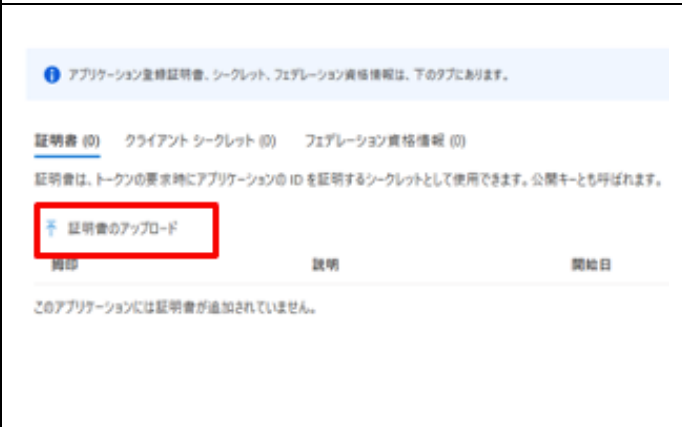 アプリケーション登録証明書、シークレット、フェデレーション資格情報は、下のタブにあります。
証明書 (0) クライアント シークレット (0) フェデレーション資格情報 (0)
証明書は、トークンの要求時にアプリケーションの ID を証明するシークレットとして使用できます。公開キーとも呼ばれます。
証明書のアップロード
拇印 説明 開始日
このアプリケーションには証明書が追加されていません。